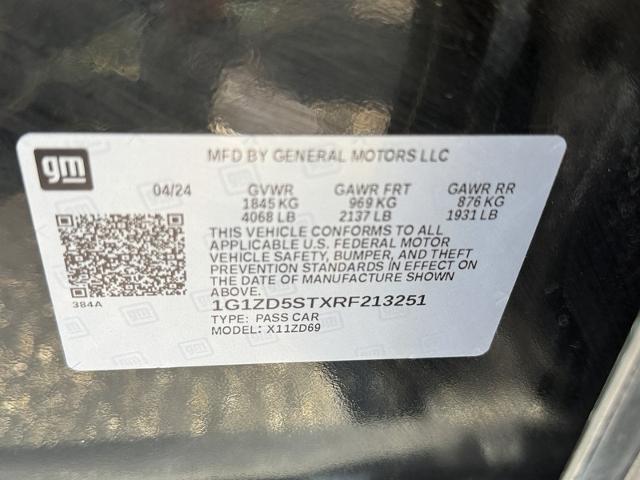 gm
MFD BY GENERAL MOTORS LLC
04/24 GVWR GAWR FRT GAWR RR
1845 KG 969 KG 876 KG
4068 LB 2137 LB 1931 LB
THIS VEHICLE CONFORMS TO ALL
APPLICABLE U.S. FEDERAL MOTOR
VEHICLE SAFETY, BUMPER, AND THEFT
PREVENTION STANDARDS IN EFFECT ON
THE DATE OF MANUFACTURE SHOWN
ABOVE.
384A
1G1ZD5STXRF213251
TYPE: PASS CAR
MODEL: X11ZD69